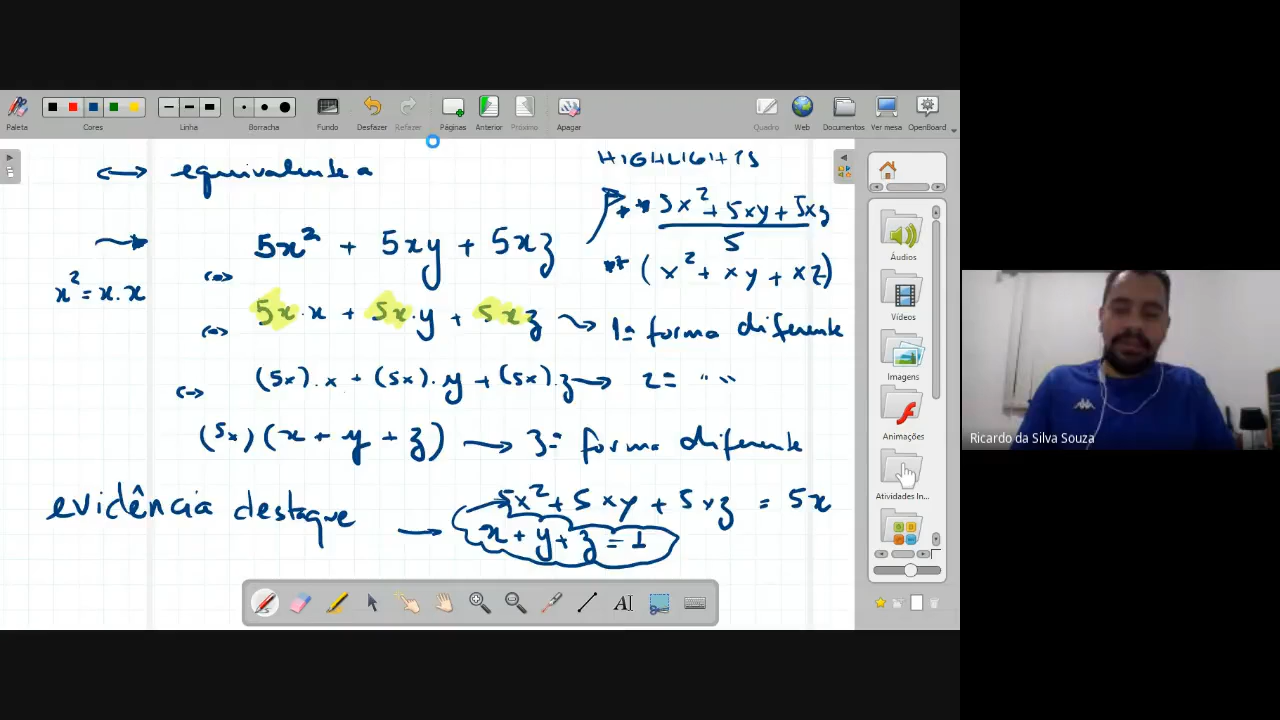 Paleta Cores Linha Borracha Fundo Desfazer Refazer Páginas Anterior Próximo Apagar Quadro Web Documentos Ver mesa OpenBoard
HIGHLIGHTS
<-> equivalente a
** 5x² + 5xy + 5xz
5
→ 5x² + 5xy + 5xz
** (x² + xy + xz)
x² = x.x
<-> 5x.x + 5x.y + 5xz → 1ª forma diferente
<-> (5x).x + (5x).y + (5x).z → 2ª " "
<-> (5x)(x + y + z) → 3ª forma diferente
evidência destaque → 5x² + 5xy + 5xz = 5x
x + y + z = 1
Áudios
Vídeos
Imagens
Animações
Atividades In...
Ricardo da Silva Souza